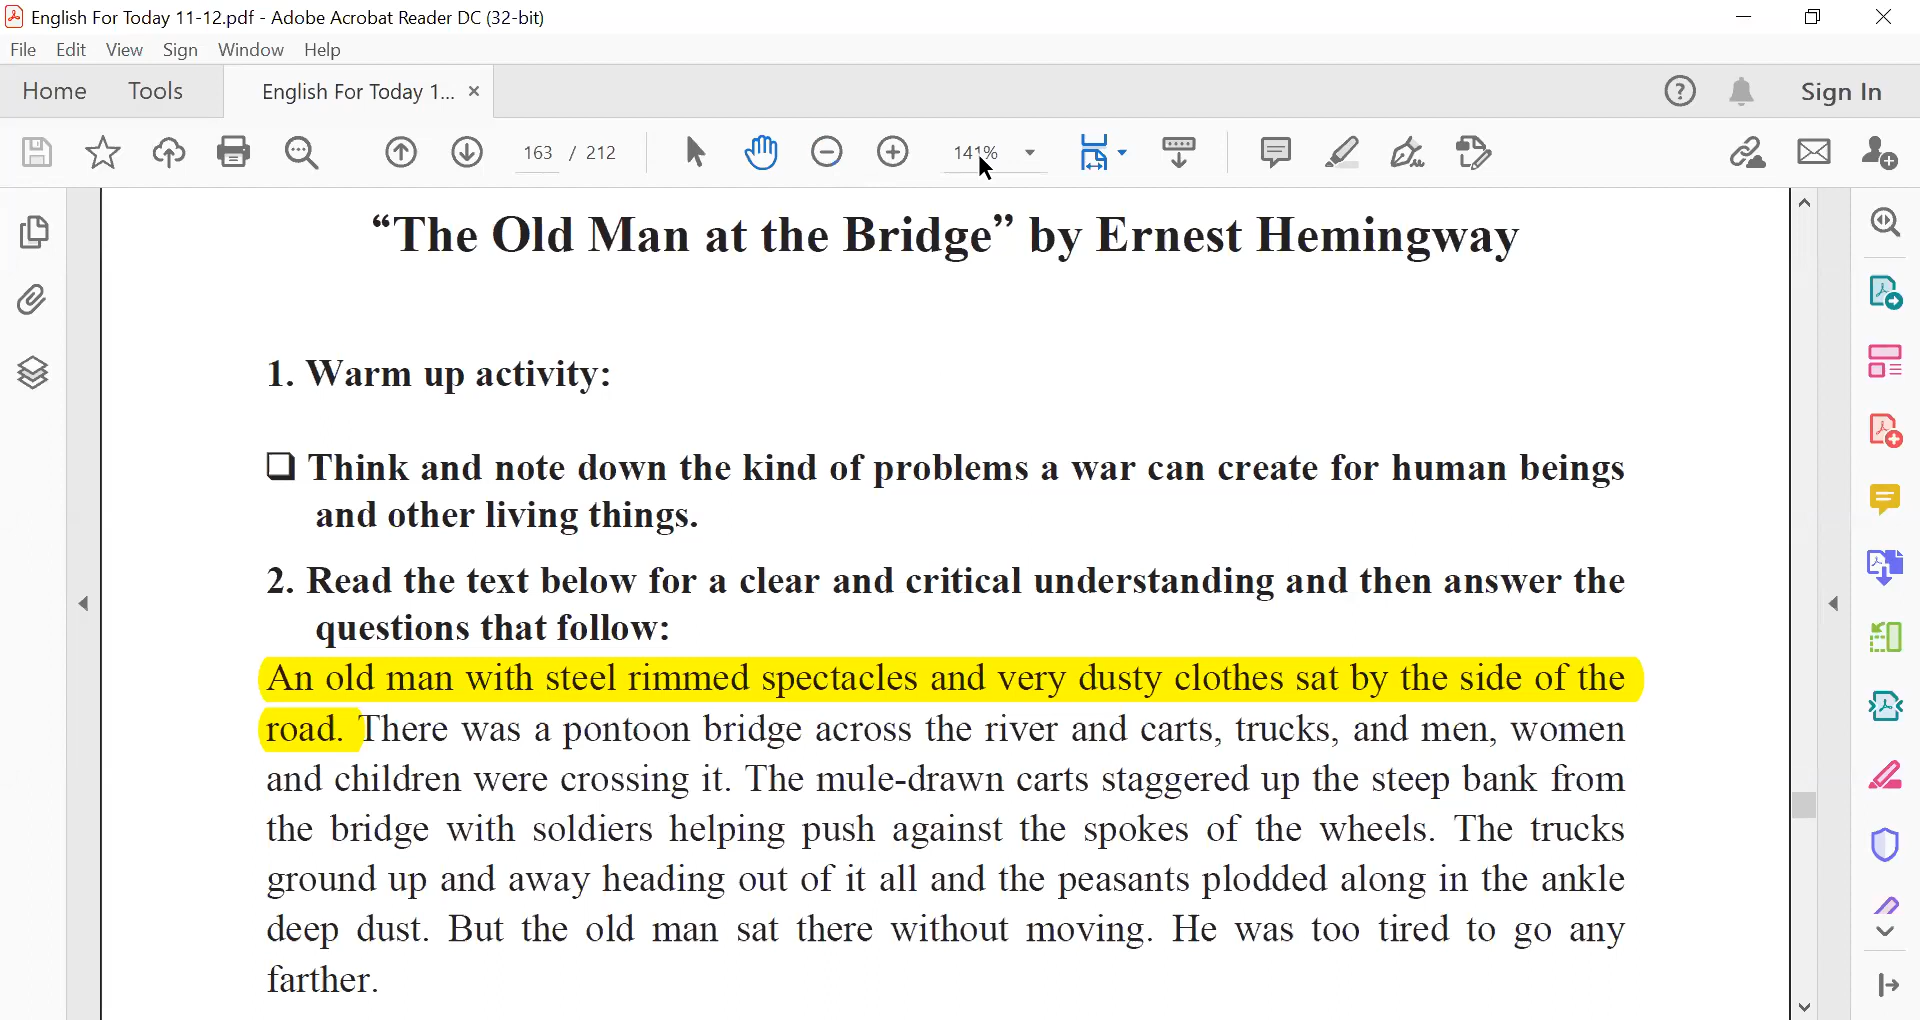 English For Today 11-12.pdf - Adobe Acrobat Reader DC (32-bit)
File Edit View Sign Window Help
Home Tools English For Today 1... × Sign In
163 / 212 141%
“The Old Man at the Bridge” by Ernest Hemingway
1. Warm up activity:
❏ Think and note down the kind of problems a war can create for human beings
and other living things.
2. Read the text below for a clear and critical understanding and then answer the
questions that follow:
An old man with steel rimmed spectacles and very dusty clothes sat by the side of the
road. There was a pontoon bridge across the river and carts, trucks, and men, women
and children were crossing it. The mule-drawn carts staggered up the steep bank from
the bridge with soldiers helping push against the spokes of the wheels. The trucks
ground up and away heading out of it all and the peasants plodded along in the ankle
deep dust. But the old man sat there without moving. He was too tired to go any
farther.